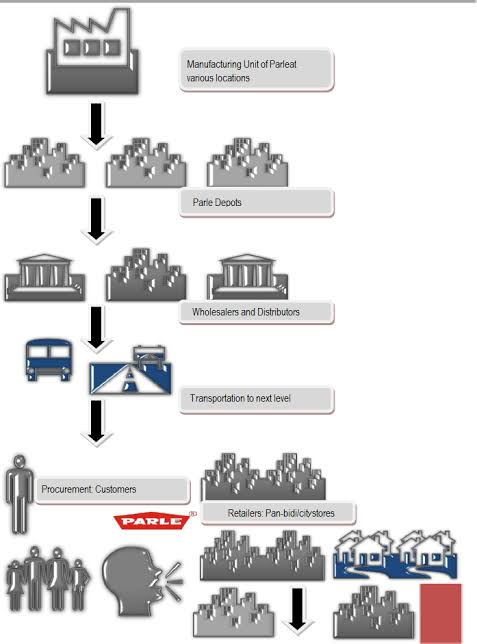 Manufacturing Unit of Parleat
various locations
Parle Depots
Wholesalers and Distributors
Transportation to next level
Procurement: Customers
PARLE ®
Retailers: Pan-bidi/citystores